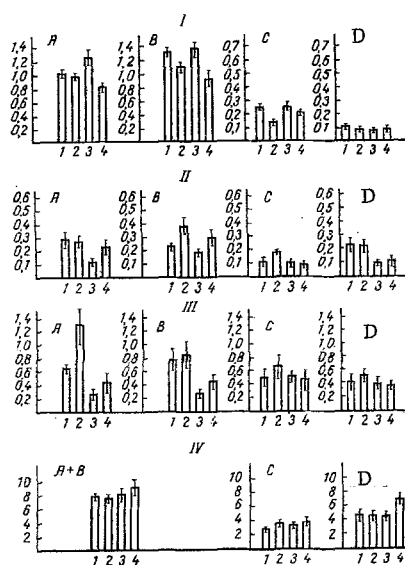 I
A B C D
1,4 1,4 0,7 0,7
1,2 1,2 0,6 0,6
1,0 1,0 0,5 0,5
0,8 0,8 0,4 0,4
0,6 0,6 0,3 0,3
0,4 0,4 0,2 0,2
0,2 0,2 0,1 0,1
1 2 3 4 1 2 3 4 1 2 3 4 1 2 3 4
II
A B C D
0,6 0,6 0,6 0,6
0,5 0,5 0,5 0,5
0,4 0,4 0,4 0,4
0,3 0,3 0,3 0,3
0,2 0,2 0,2 0,2
0,1 0,1 0,1 0,1
1 2 3 4 1 2 3 4 1 2 3 4 1 2 3 4
III
A B C D
1,4 1,4 1,4 1,4
1,2 1,2 1,2 1,2
1,0 1,0 1,0 1,0
0,8 0,8 0,8 0,8
0,6 0,6 0,6 0,6
0,4 0,4 0,4 0,4
0,2 0,2 0,2 0,2
1 2 3 4 1 2 3 4 1 2 3 4 1 2 3 4
IV
A+B C D
10 10 10
8 8 8
6 6 6
4 4 4
2 2 2
1 2 3 4 1 2 3 4 1 2 3 4